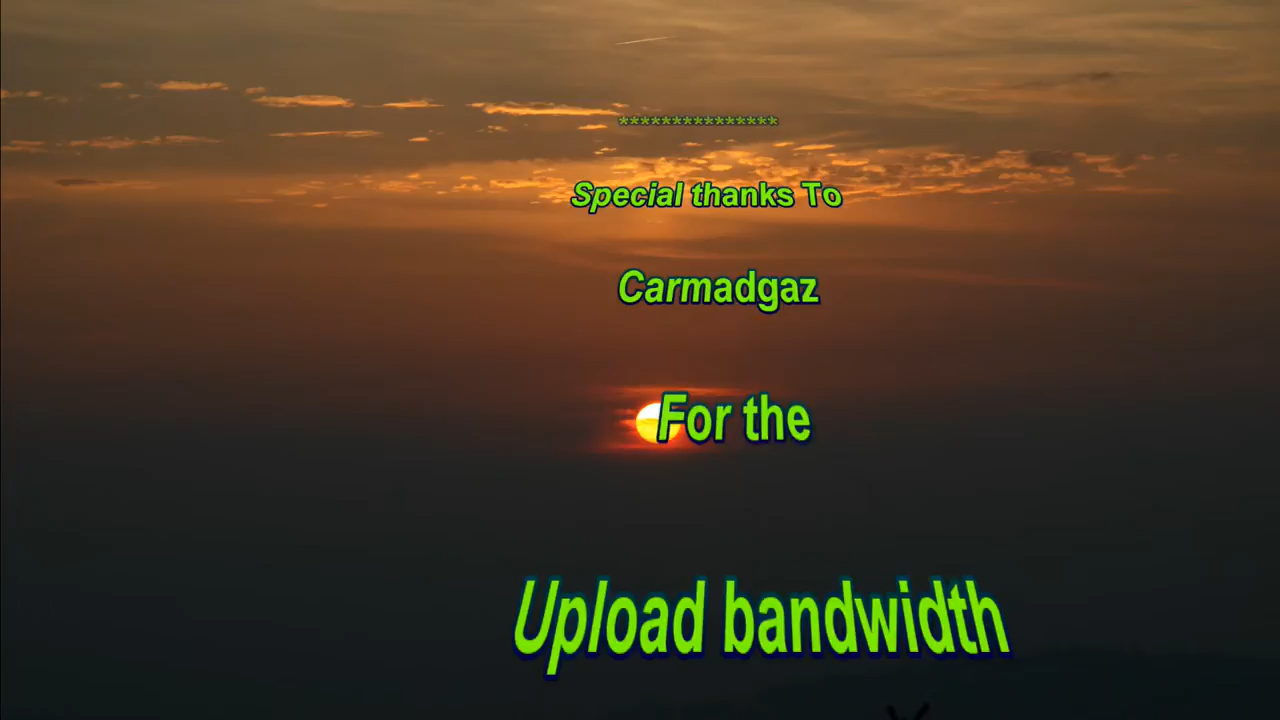 ***************
Special thanks To
Carmadgaz
For the
Upload bandwidth